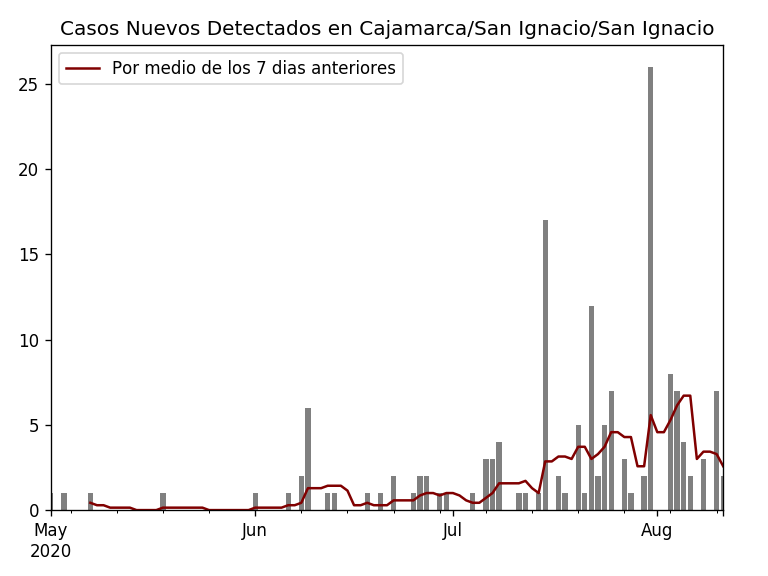 Casos Nuevos Detectados en Cajamarca/San Ignacio/San Ignacio
Por medio de los 7 dias anteriores
25
20
15
10
5
0
May Jun Jul Aug
2020